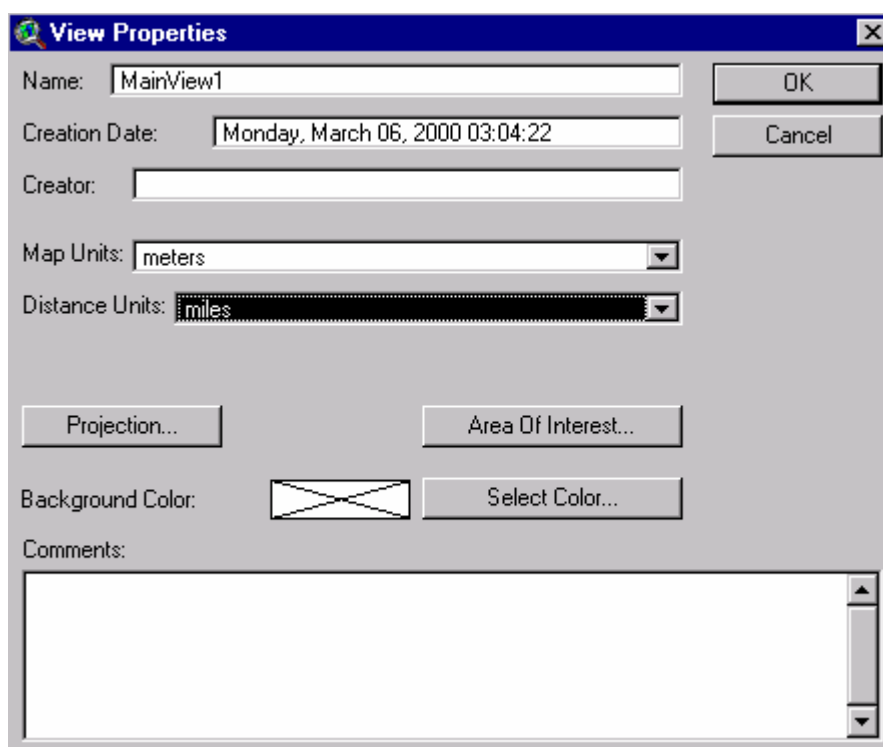 View Properties
Name: MainView1
OK
Creation Date: Monday, March 06, 2000 03:04:22
Cancel
Creator:
Map Units: meters
Distance Units: miles
Projection...
Area Of Interest...
Background Color:
Select Color...
Comments: